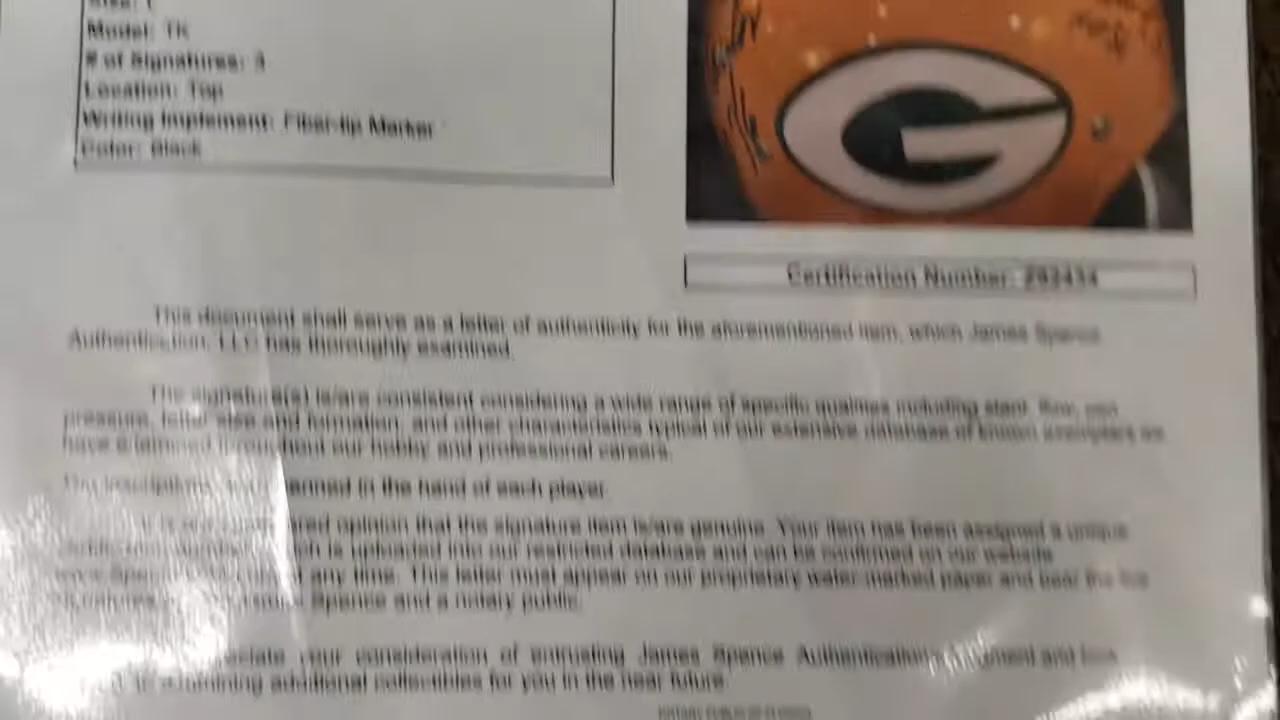 Model: TK
# of Signatures: 3
Location: Top
Writing Implement: Fiber-tip Marker
Color: Black
G
Certification Number:
This document shall serve as a letter of authenticity for the aforementioned item, which James Spence
Authentication, LLC has thoroughly examined.
The signature(s) is/are consistent considering a wide range of specific qualities including slant, flow, pen
pressure, letter size and formation, and other characteristics typical of our extensive database of known exemplars we
have examined throughout our hobby and professional careers.
penned in the hand of each player
opinion that the signature item is/are genuine. Your item has been assigned a unique
is uploaded into our restricted database and can be confirmed on our website
any time. This letter must appear on our proprietary water marked paper and bear the
Spence and a notary public.
your consideration of entrusting James Spence Authentication
examining additional collectibles for you in the near future